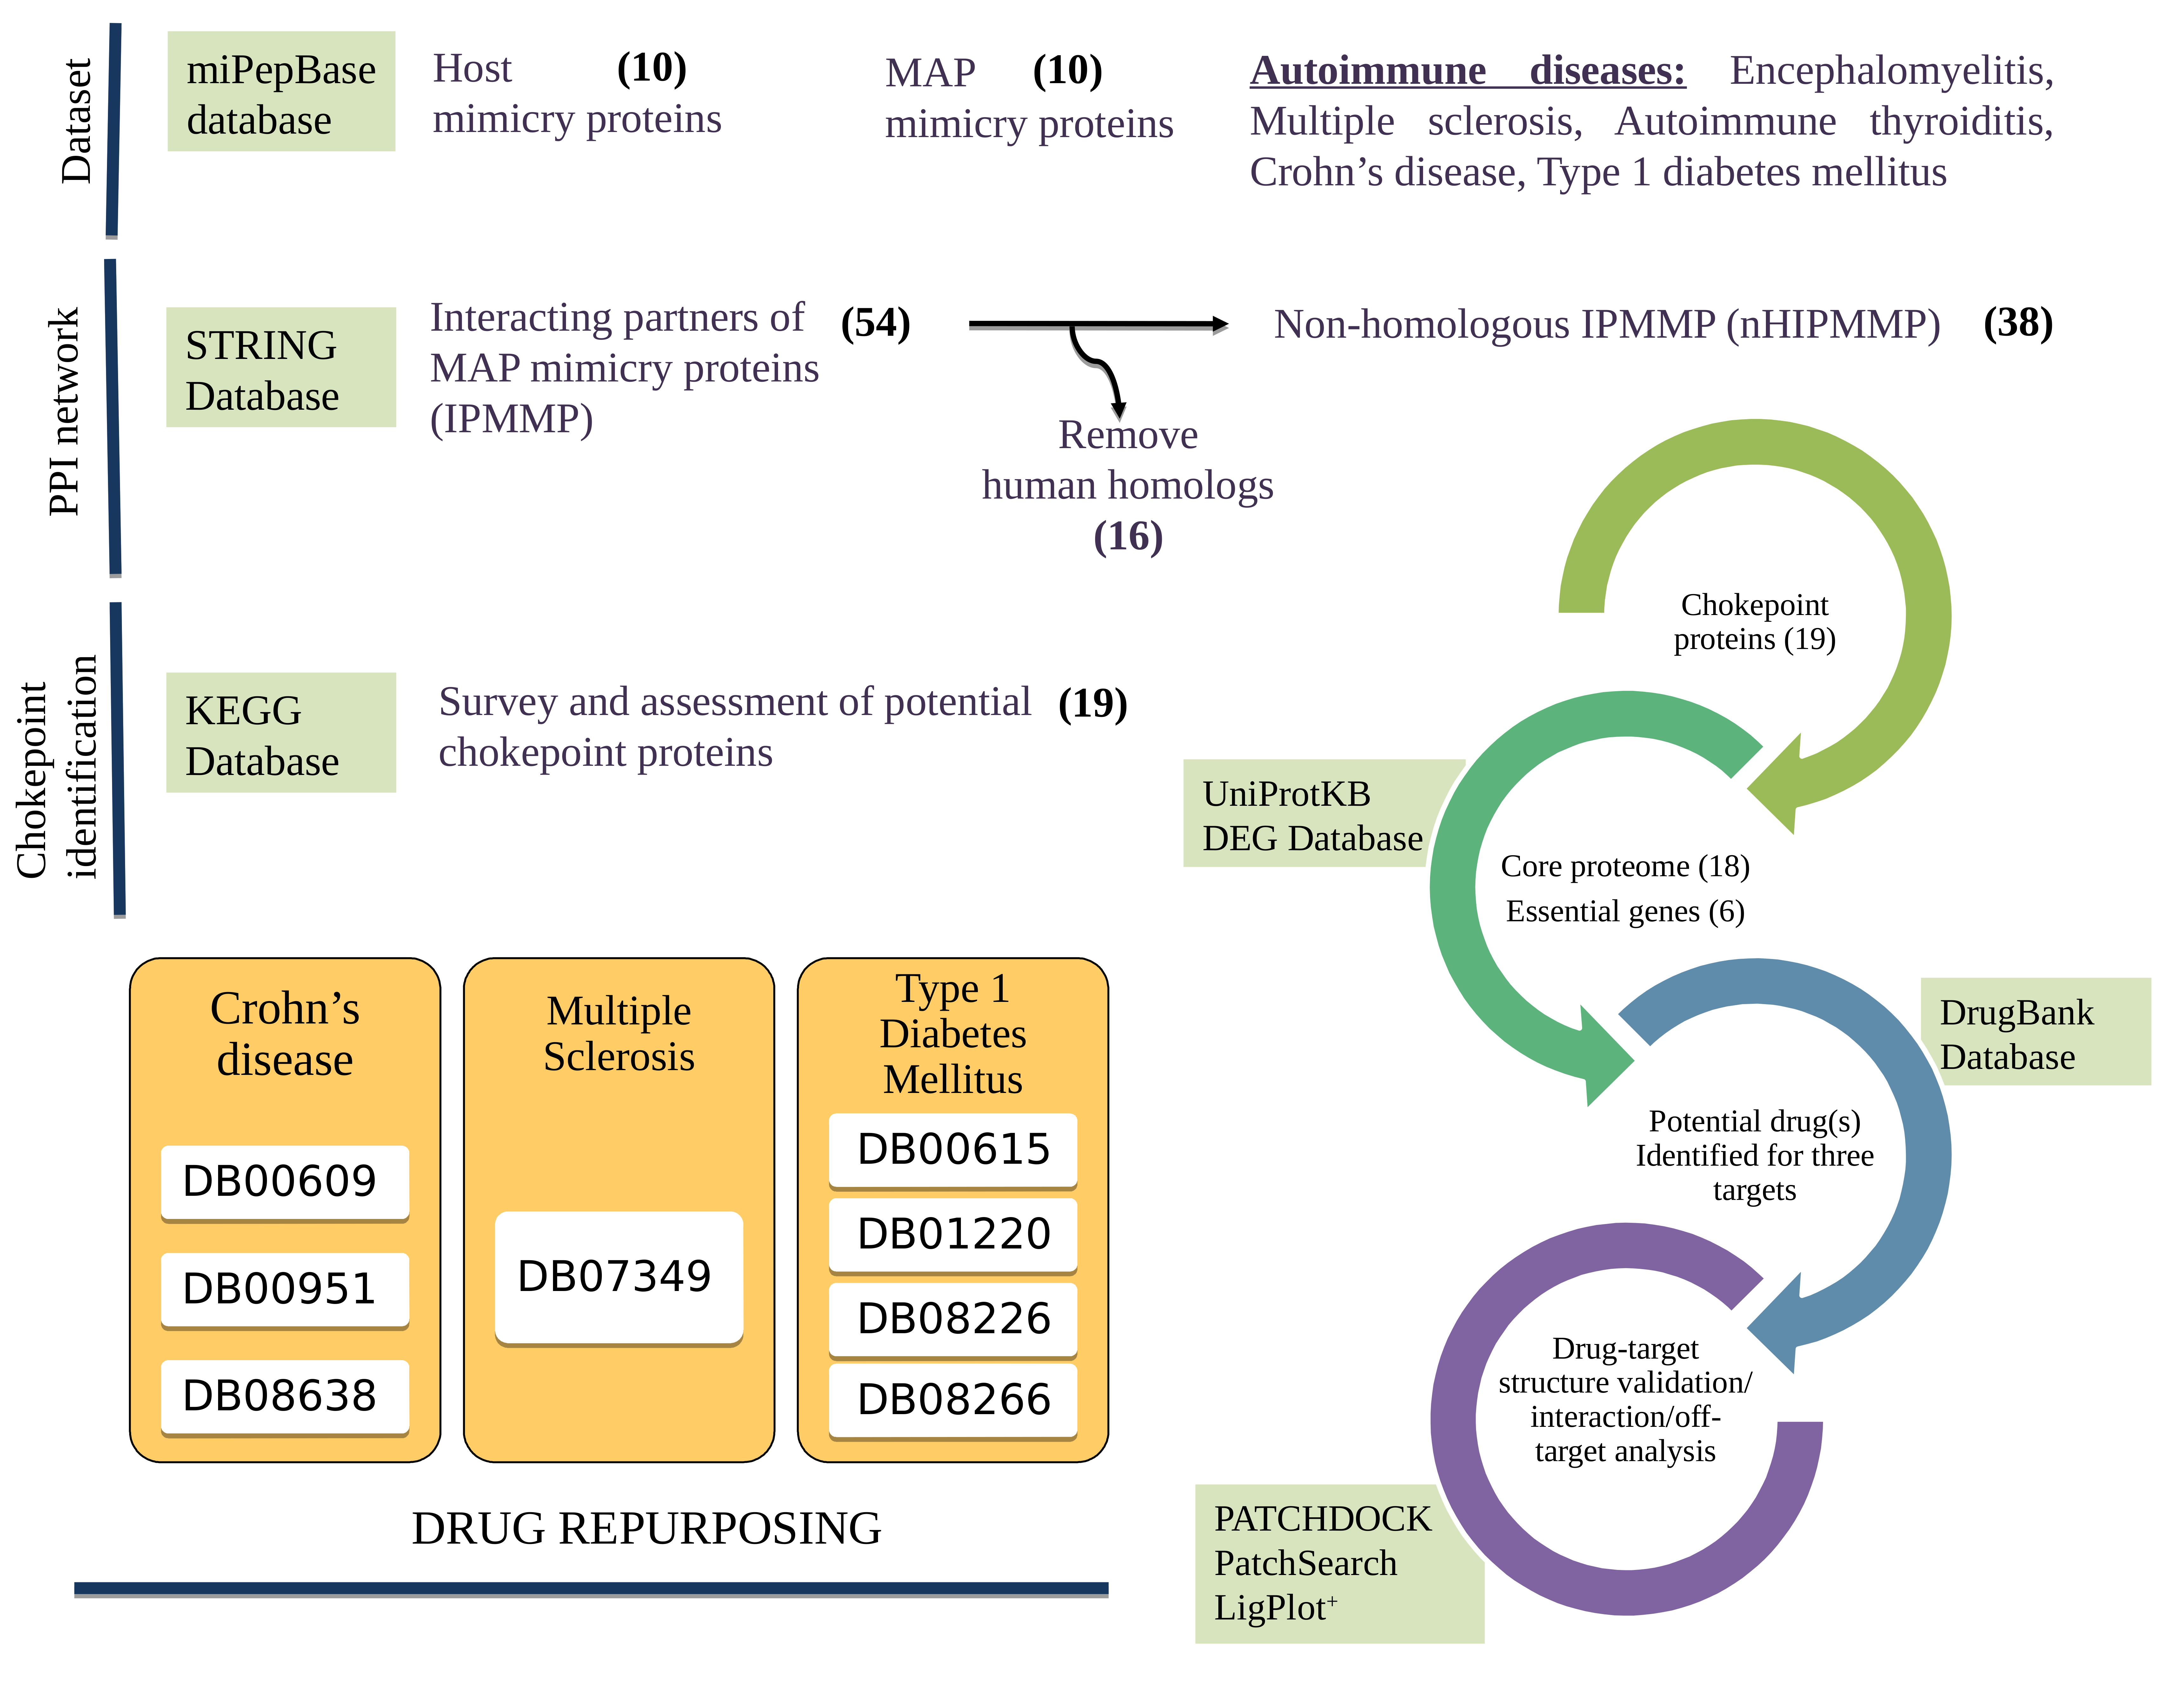 Dataset
miPepBase
database
Host (10)
mimicry proteins
MAP (10)
mimicry proteins
Autoimmune diseases: Encephalomyelitis,
Multiple sclerosis, Autoimmune thyroiditis,
Crohn’s disease, Type 1 diabetes mellitus
PPI network
STRING
Database
Interacting partners of
MAP mimicry proteins
(IPMMP)
(54)
Remove
human homologs
(16)
Non-homologous IPMMP (nHIPMMP) (38)
Chokepoint
identification
KEGG
Database
Survey and assessment of potential
chokepoint proteins
(19)
Chokepoint
proteins (19)
UniProtKB
DEG Database
Core proteome (18)
Essential genes (6)
DrugBank
Database
Potential drug(s)
Identified for three
targets
Drug-target
structure validation/
interaction/off-
target analysis
PATCHDOCK
PatchSearch
LigPlot⁺
Crohn’s
disease
DB00609
DB00951
DB08638
Multiple
Sclerosis
DB07349
Type 1
Diabetes
Mellitus
DB00615
DB01220
DB08226
DB08266
DRUG REPURPOSING